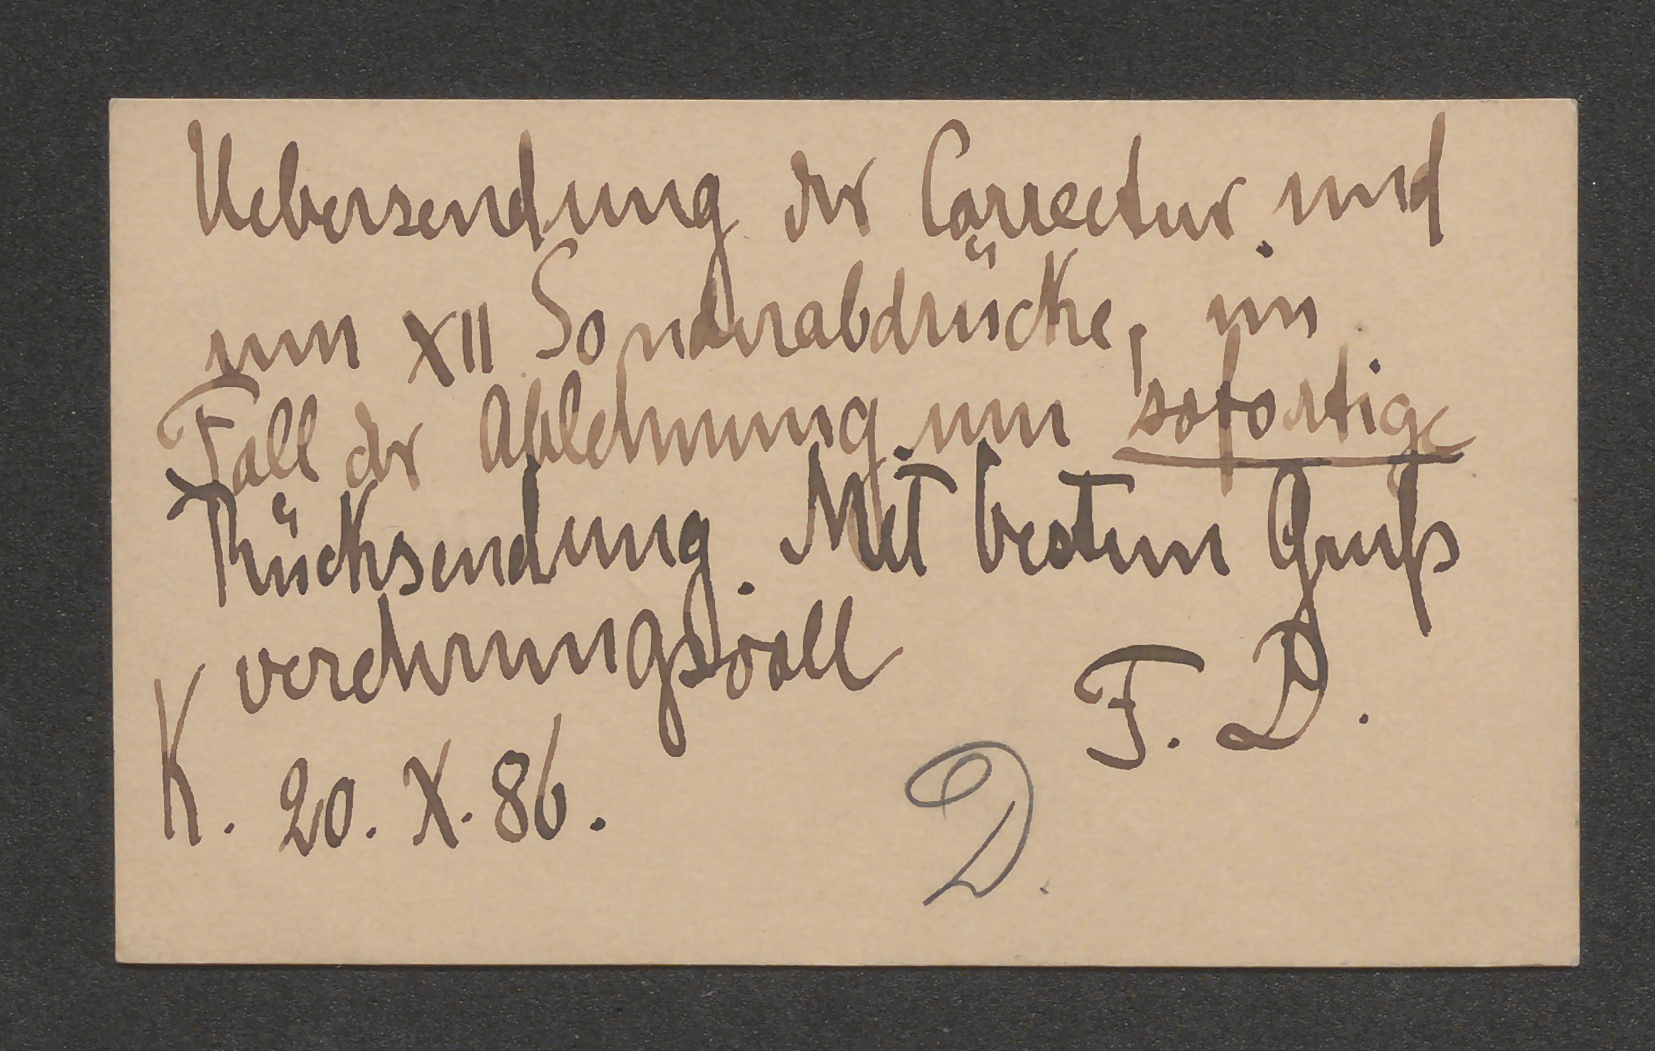 Uebersendung der Correctur und
um XII Sonderabdrücke, im
Fall der Ablehnung um sofortige
Rücksendung. Mit bestem Gruß
verehrungsvoll
F. D.
K. 20. X. 86.
D.